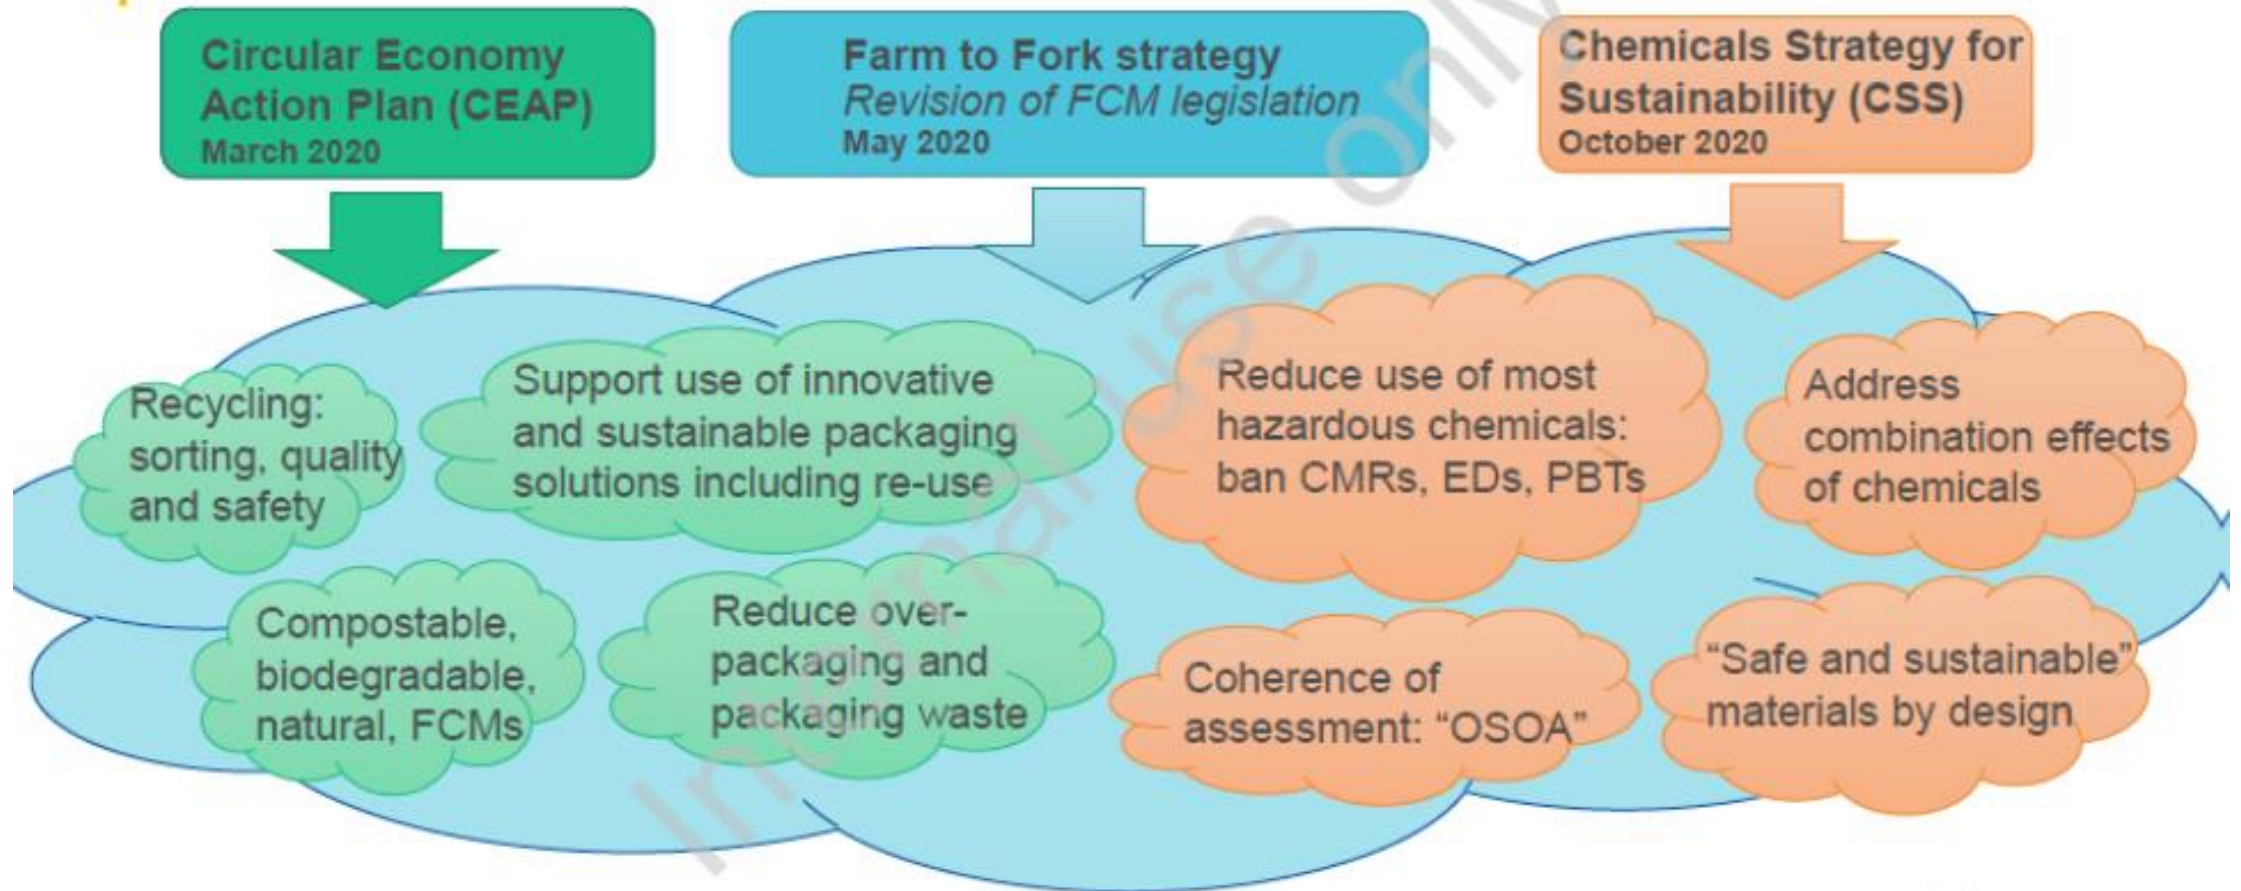 Circular Economy
Action Plan (CEAP)
March 2020
Farm to Fork strategy
Revision of FCM legislation
May 2020
Chemicals Strategy for
Sustainability (CSS)
October 2020
Recycling:
sorting, quality
and safety
Support use of innovative
and sustainable packaging
solutions including re-use
Reduce use of most
hazardous chemicals:
ban CMRs, EDs, PBTs
Address
combination effects
of chemicals
Compostable,
biodegradable,
natural, FCMs
Reduce over-
packaging and
packaging waste
Coherence of
assessment: “OSOA”
“Safe and sustainable”
materials by design
Internal use only